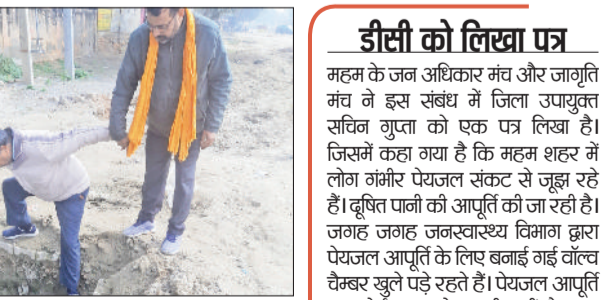 डीसी को लिखा पत्र
महम के जन अधिकार मंच और जागृति
मंच ने इस संबंध में जिला उपायुक्त
सचिन गुप्ता को एक पत्र लिखा है।
जिसमें कहा गया है कि महम शहर में
लोग गंभीर पेयजल संकट से जूझ रहे
हैं। दूषित पानी की आपूर्ति की जा रही है।
जगह जगह जनस्वास्थ्य विभाग द्वारा
पेयजल आपूर्ति के लिए बनाई गई वॉल्व
चैम्बर खुले पड़े रहते हैं। पेयजल आपूर्ति